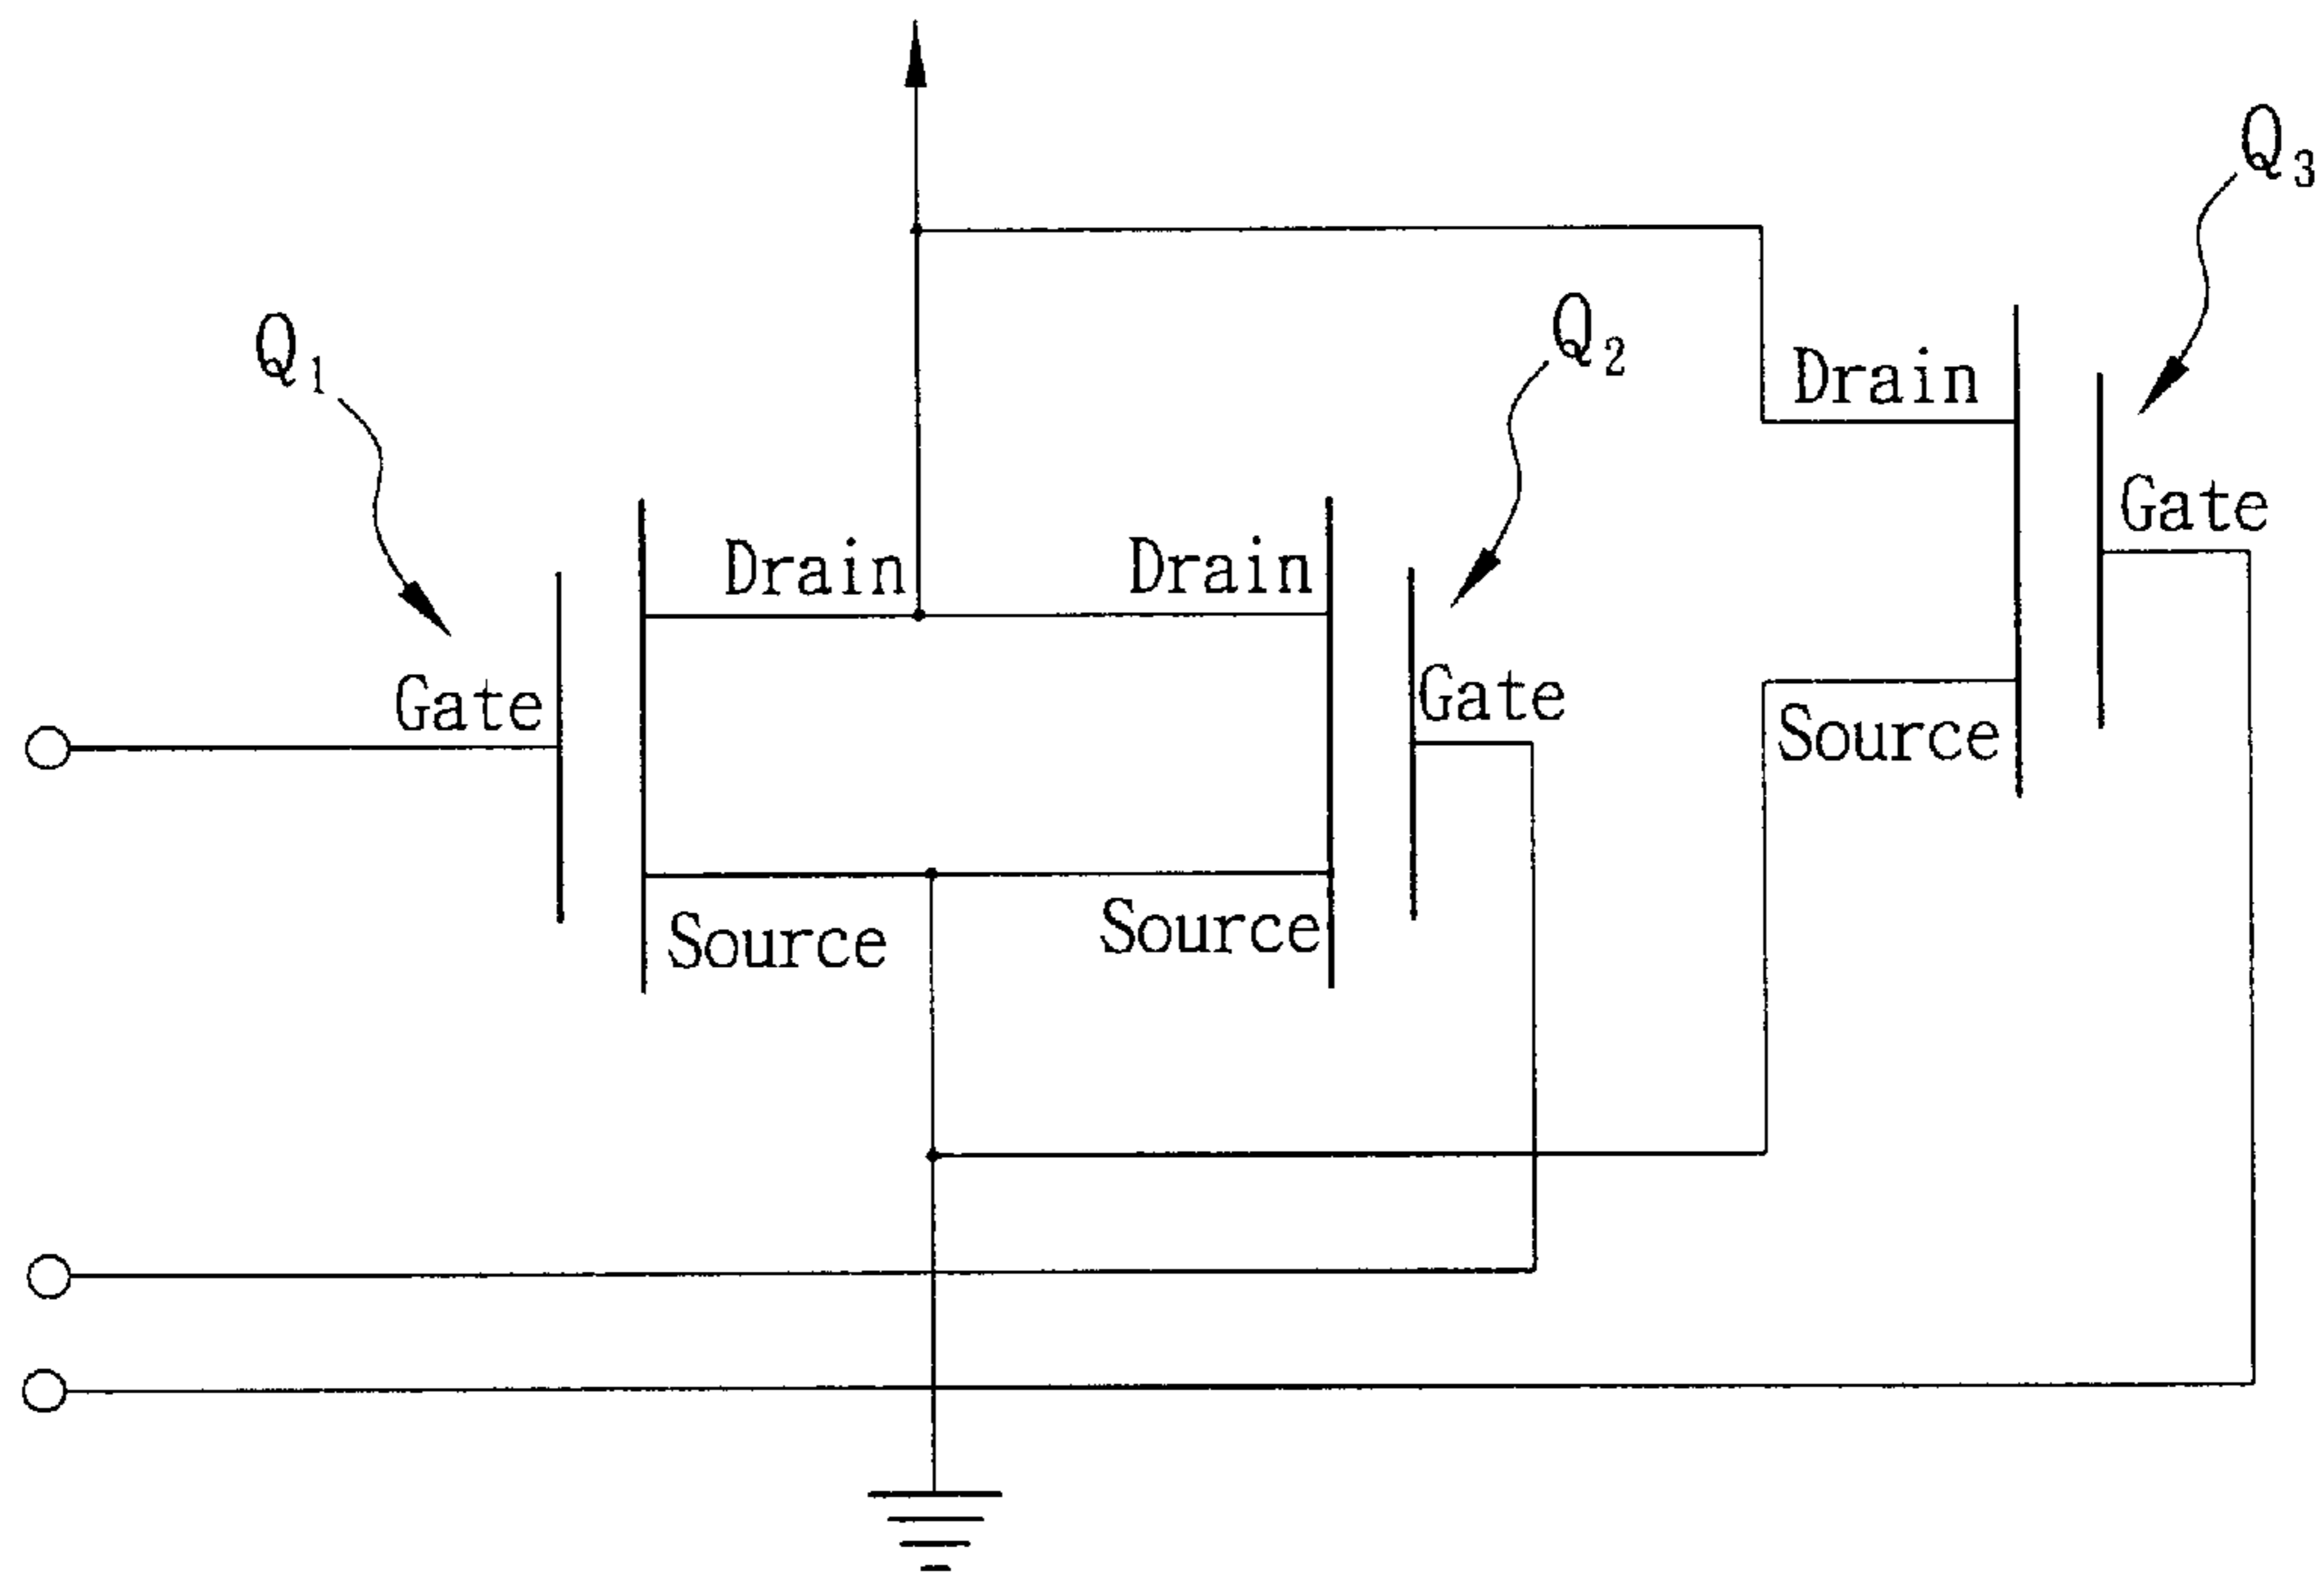 Q3
Q1
Q2
Drain
Gate
Drain
Drain
Gate
Gate
Source
Source
Source